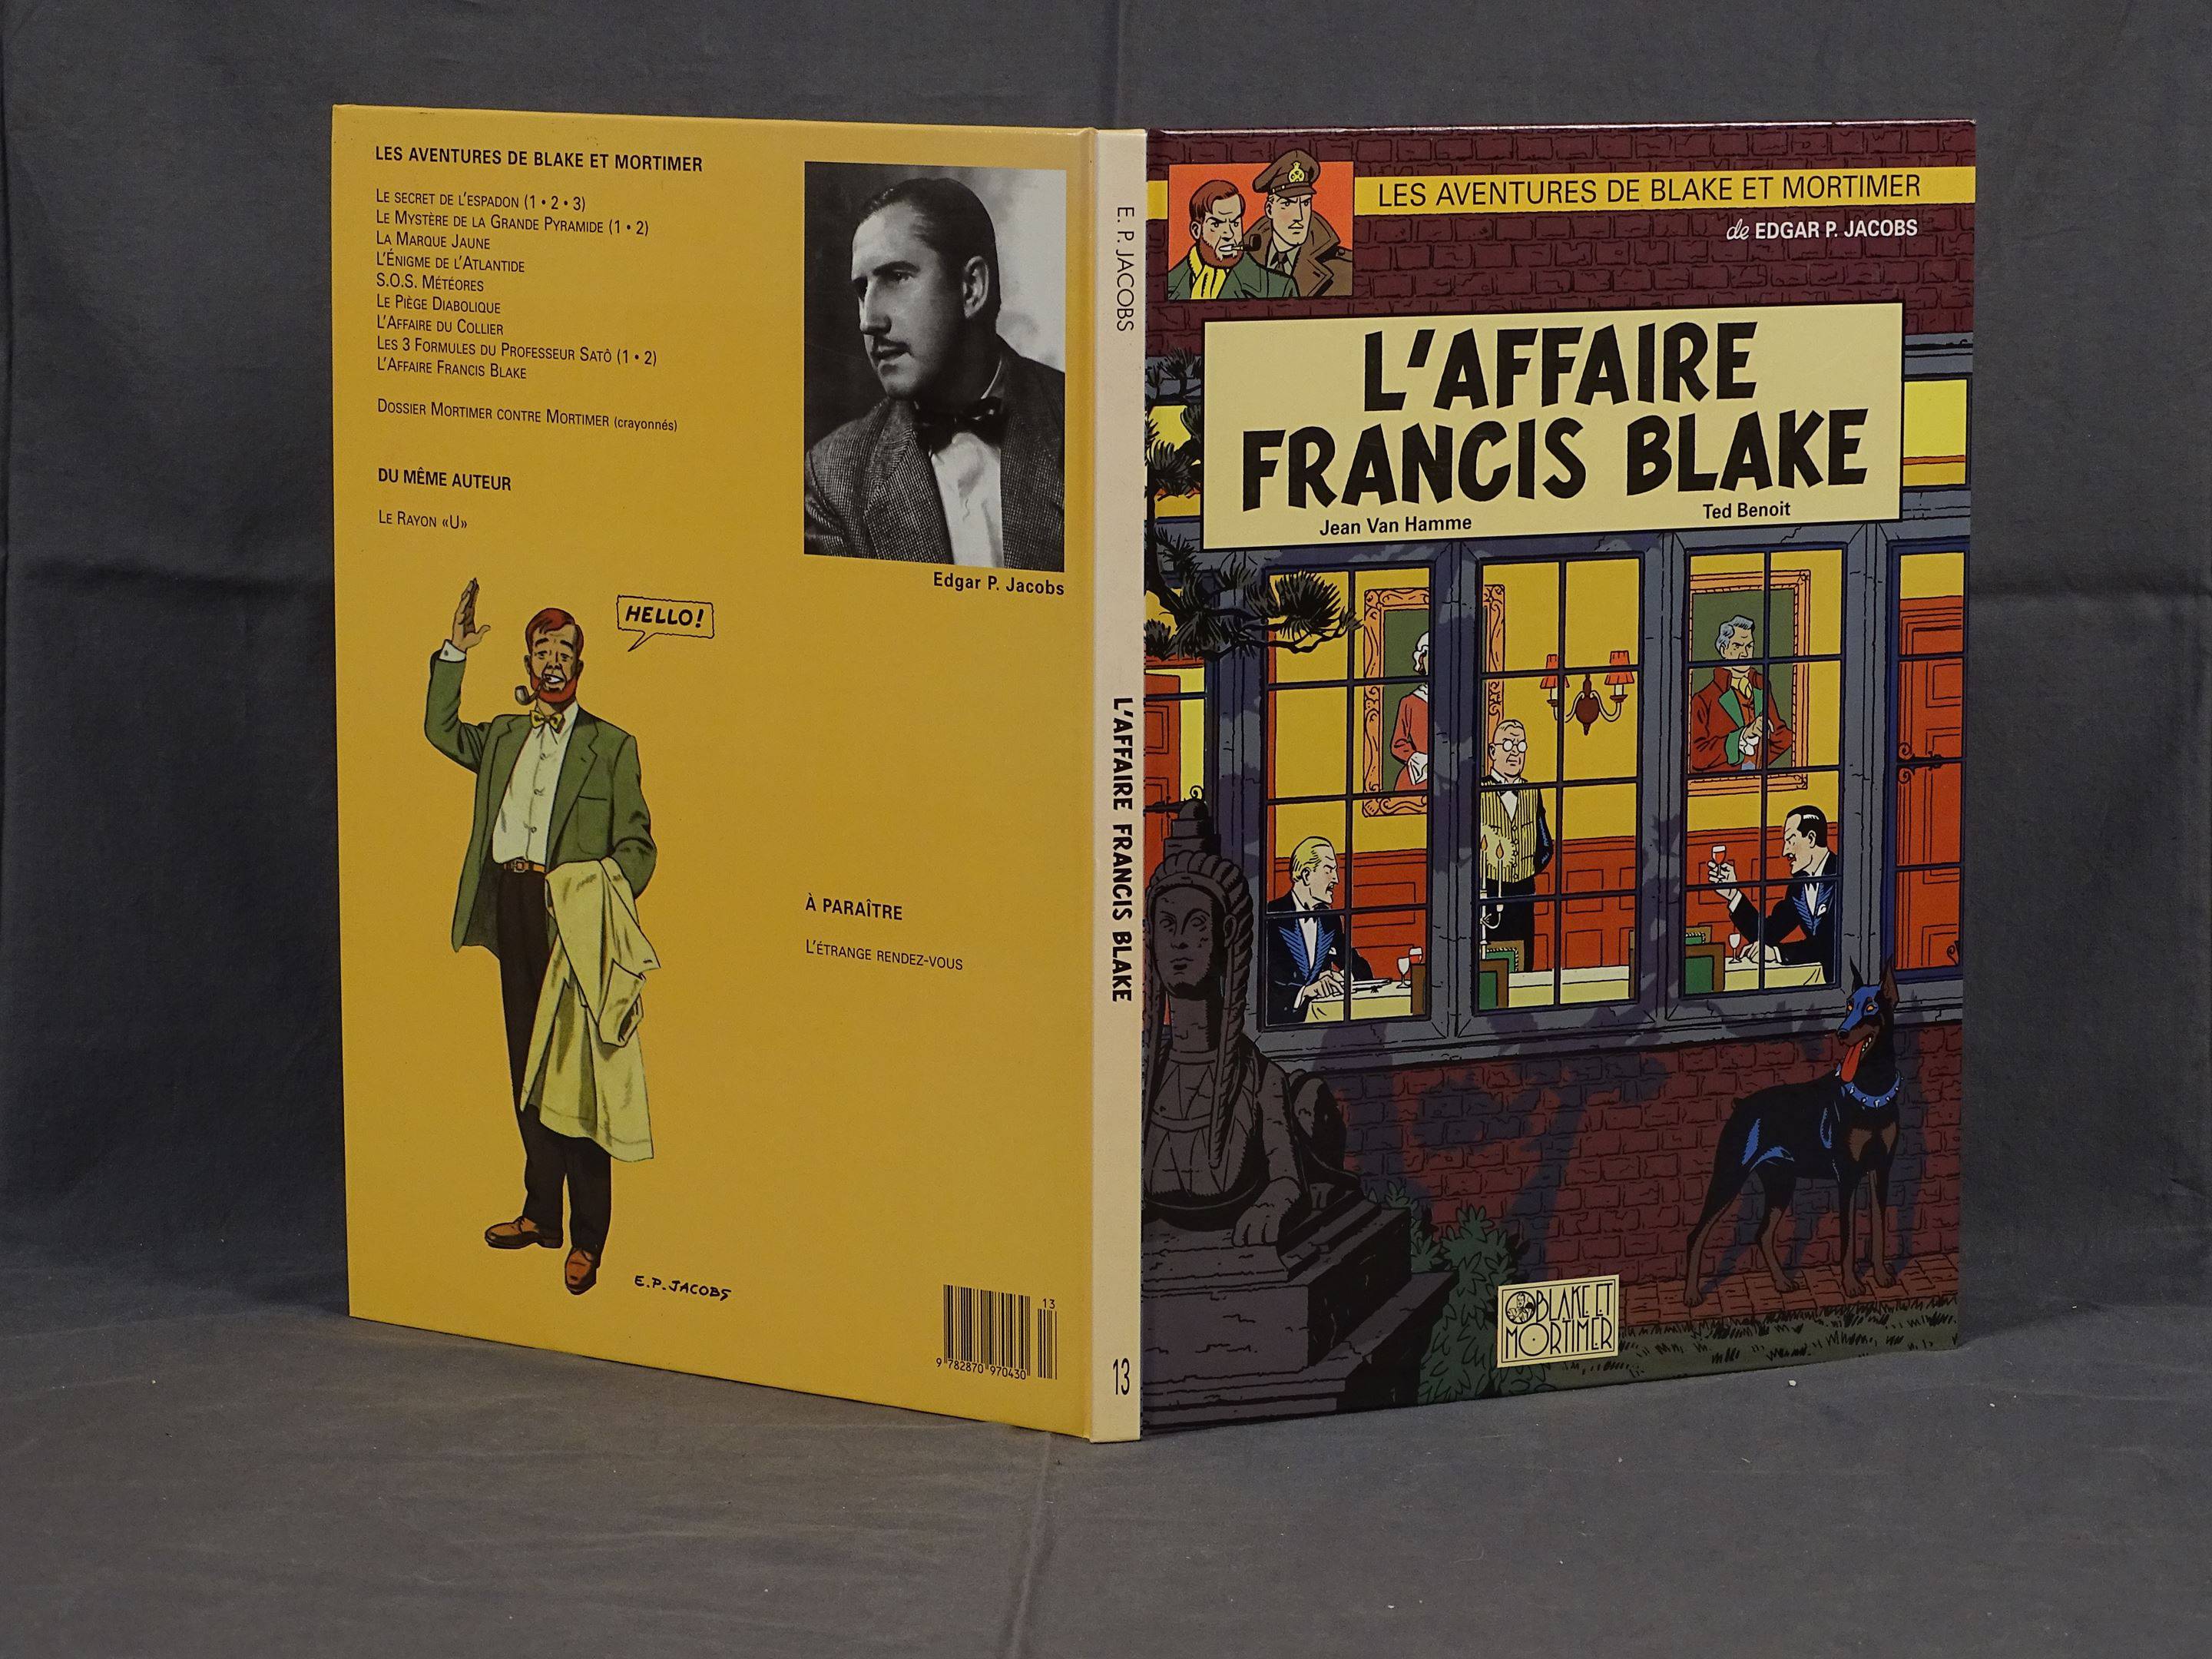 LES AVENTURES DE BLAKE ET MORTIMER
LE SECRET DE L'ESPADON (1 • 2 • 3)
LE MYSTÈRE DE LA GRANDE PYRAMIDE (1 • 2)
LA MARQUE JAUNE
L'ÉNIGME DE L'ATLANTIDE
S.O.S. MÉTÉORES
LE PIÈGE DIABOLIQUE
L'AFFAIRE DU COLLIER
LES 3 FORMULES DU PROFESSEUR SATÔ (1 • 2)
L'AFFAIRE FRANCIS BLAKE
DOSSIER MORTIMER CONTRE MORTIMER (crayonnés)
DU MÊME AUTEUR
LE RAYON «U»
Edgar P. Jacobs
HELLO!
À PARAÎTRE
L'ÉTRANGE RENDEZ-VOUS
E.P. JACOBS
13
9 782870 970430
E. P. JACOBS
L'AFFAIRE FRANCIS BLAKE
13
LES AVENTURES DE BLAKE ET MORTIMER
de EDGAR P. JACOBS
L'AFFAIRE
FRANCIS BLAKE
Jean Van Hamme
Ted Benoit
BLAKE ET
MORTIMER